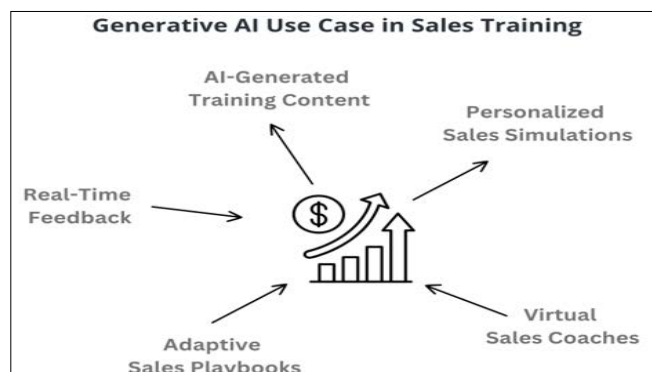 Generative AI Use Case in Sales Training
AI-Generated
Training Content
Personalized
Sales Simulations
Real-Time
Feedback
$
Virtual
Sales Coaches
Adaptive
Sales Playbooks